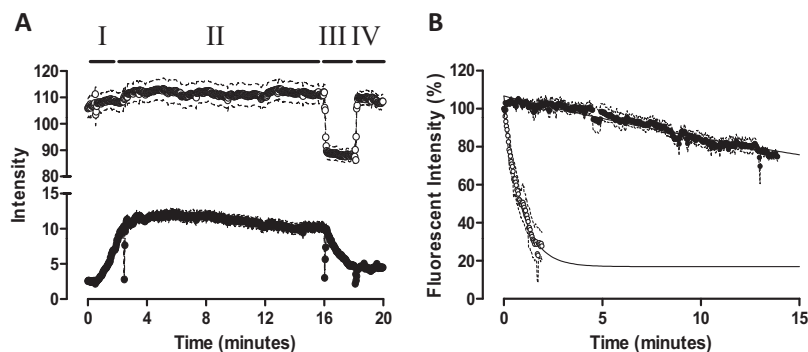 A
I II III IV
Intensity
120
110
100
90
80
15
10
5
0
0 4 8 12 16 20
Time (minutes)
B
Fluorescent Intensity (%)
120
100
80
60
40
20
0
0 5 10 15
Time (minutes)